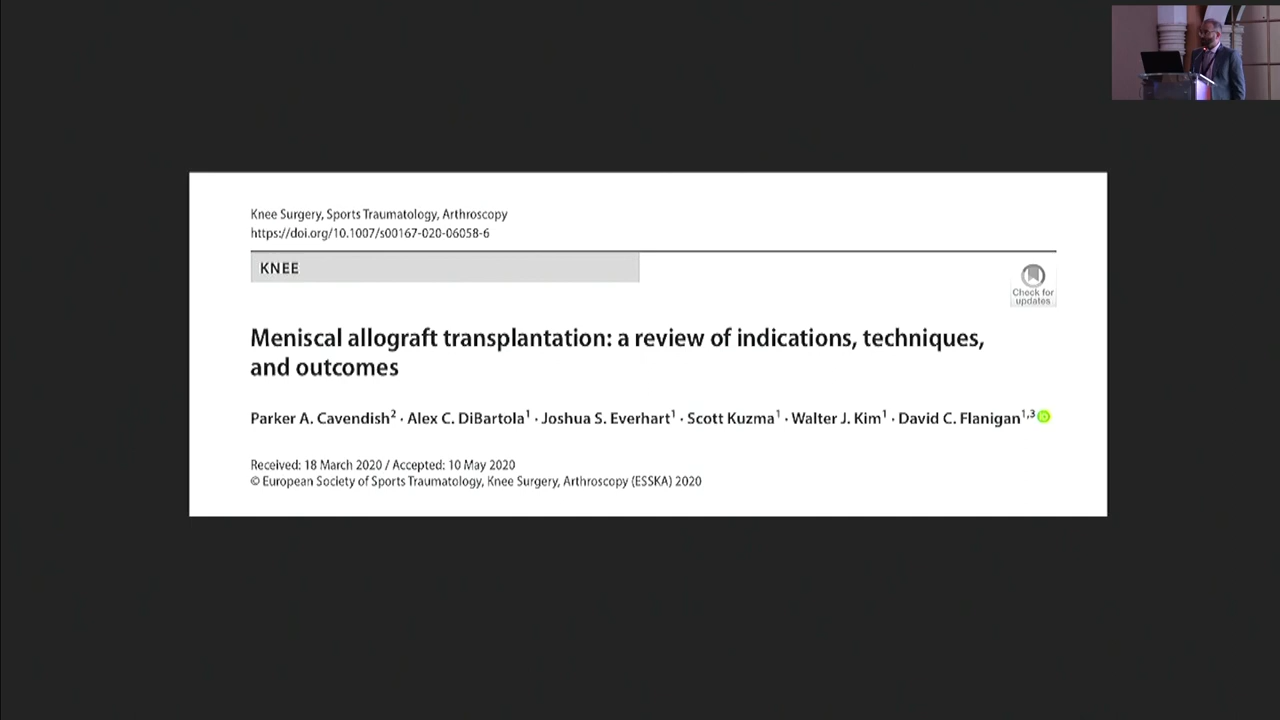 Knee Surgery, Sports Traumatology, Arthroscopy
https://doi.org/10.1007/s00167-020-06058-6
KNEE
Check for
updates
Meniscal allograft transplantation: a review of indications, techniques,
and outcomes
Parker A. Cavendish² · Alex C. DiBartola¹ · Joshua S. Everhart¹ · Scott Kuzma¹ · Walter J. Kim¹ · David C. Flanigan¹,³
Received: 18 March 2020 / Accepted: 10 May 2020
© European Society of Sports Traumatology, Knee Surgery, Arthroscopy (ESSKA) 2020